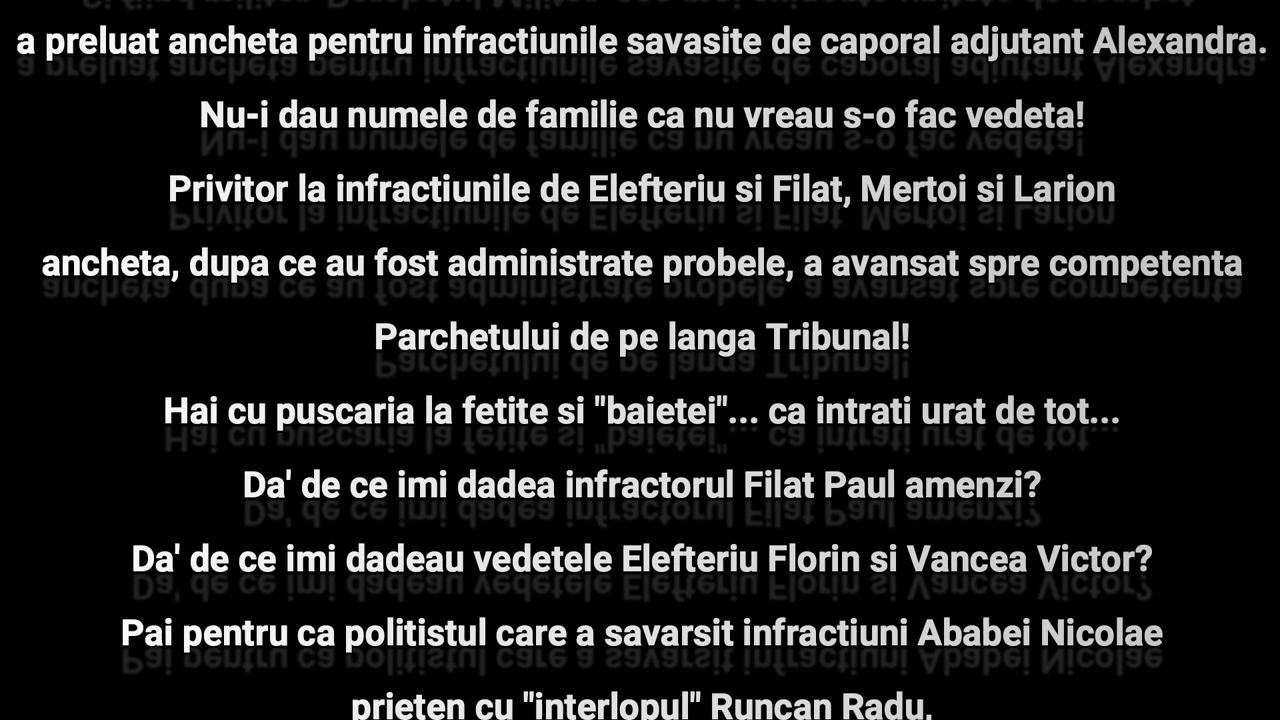 a preluat ancheta pentru infractiunile savasite de caporal adjutant Alexandra.
Nu-i dau numele de familie ca nu vreau s-o fac vedeta!
Privitor la infractiunile de Elefteriu si Filat, Mertoi si Larion
ancheta, dupa ce au fost administrate probele, a avansat spre competenta
Parchetului de pe langa Tribunal!
Hai cu puscaria la fetite si "baietei"... ca intrati urat de tot...
Da' de ce imi dadea infractorul Filat Paul amenzi?
Da' de ce imi dadeau vedetele Elefteriu Florin si Vancea Victor?
Pai pentru ca politistul care a savarsit infractiuni Ababei Nicolae
prieten cu "interlopul" Runcan Radu,